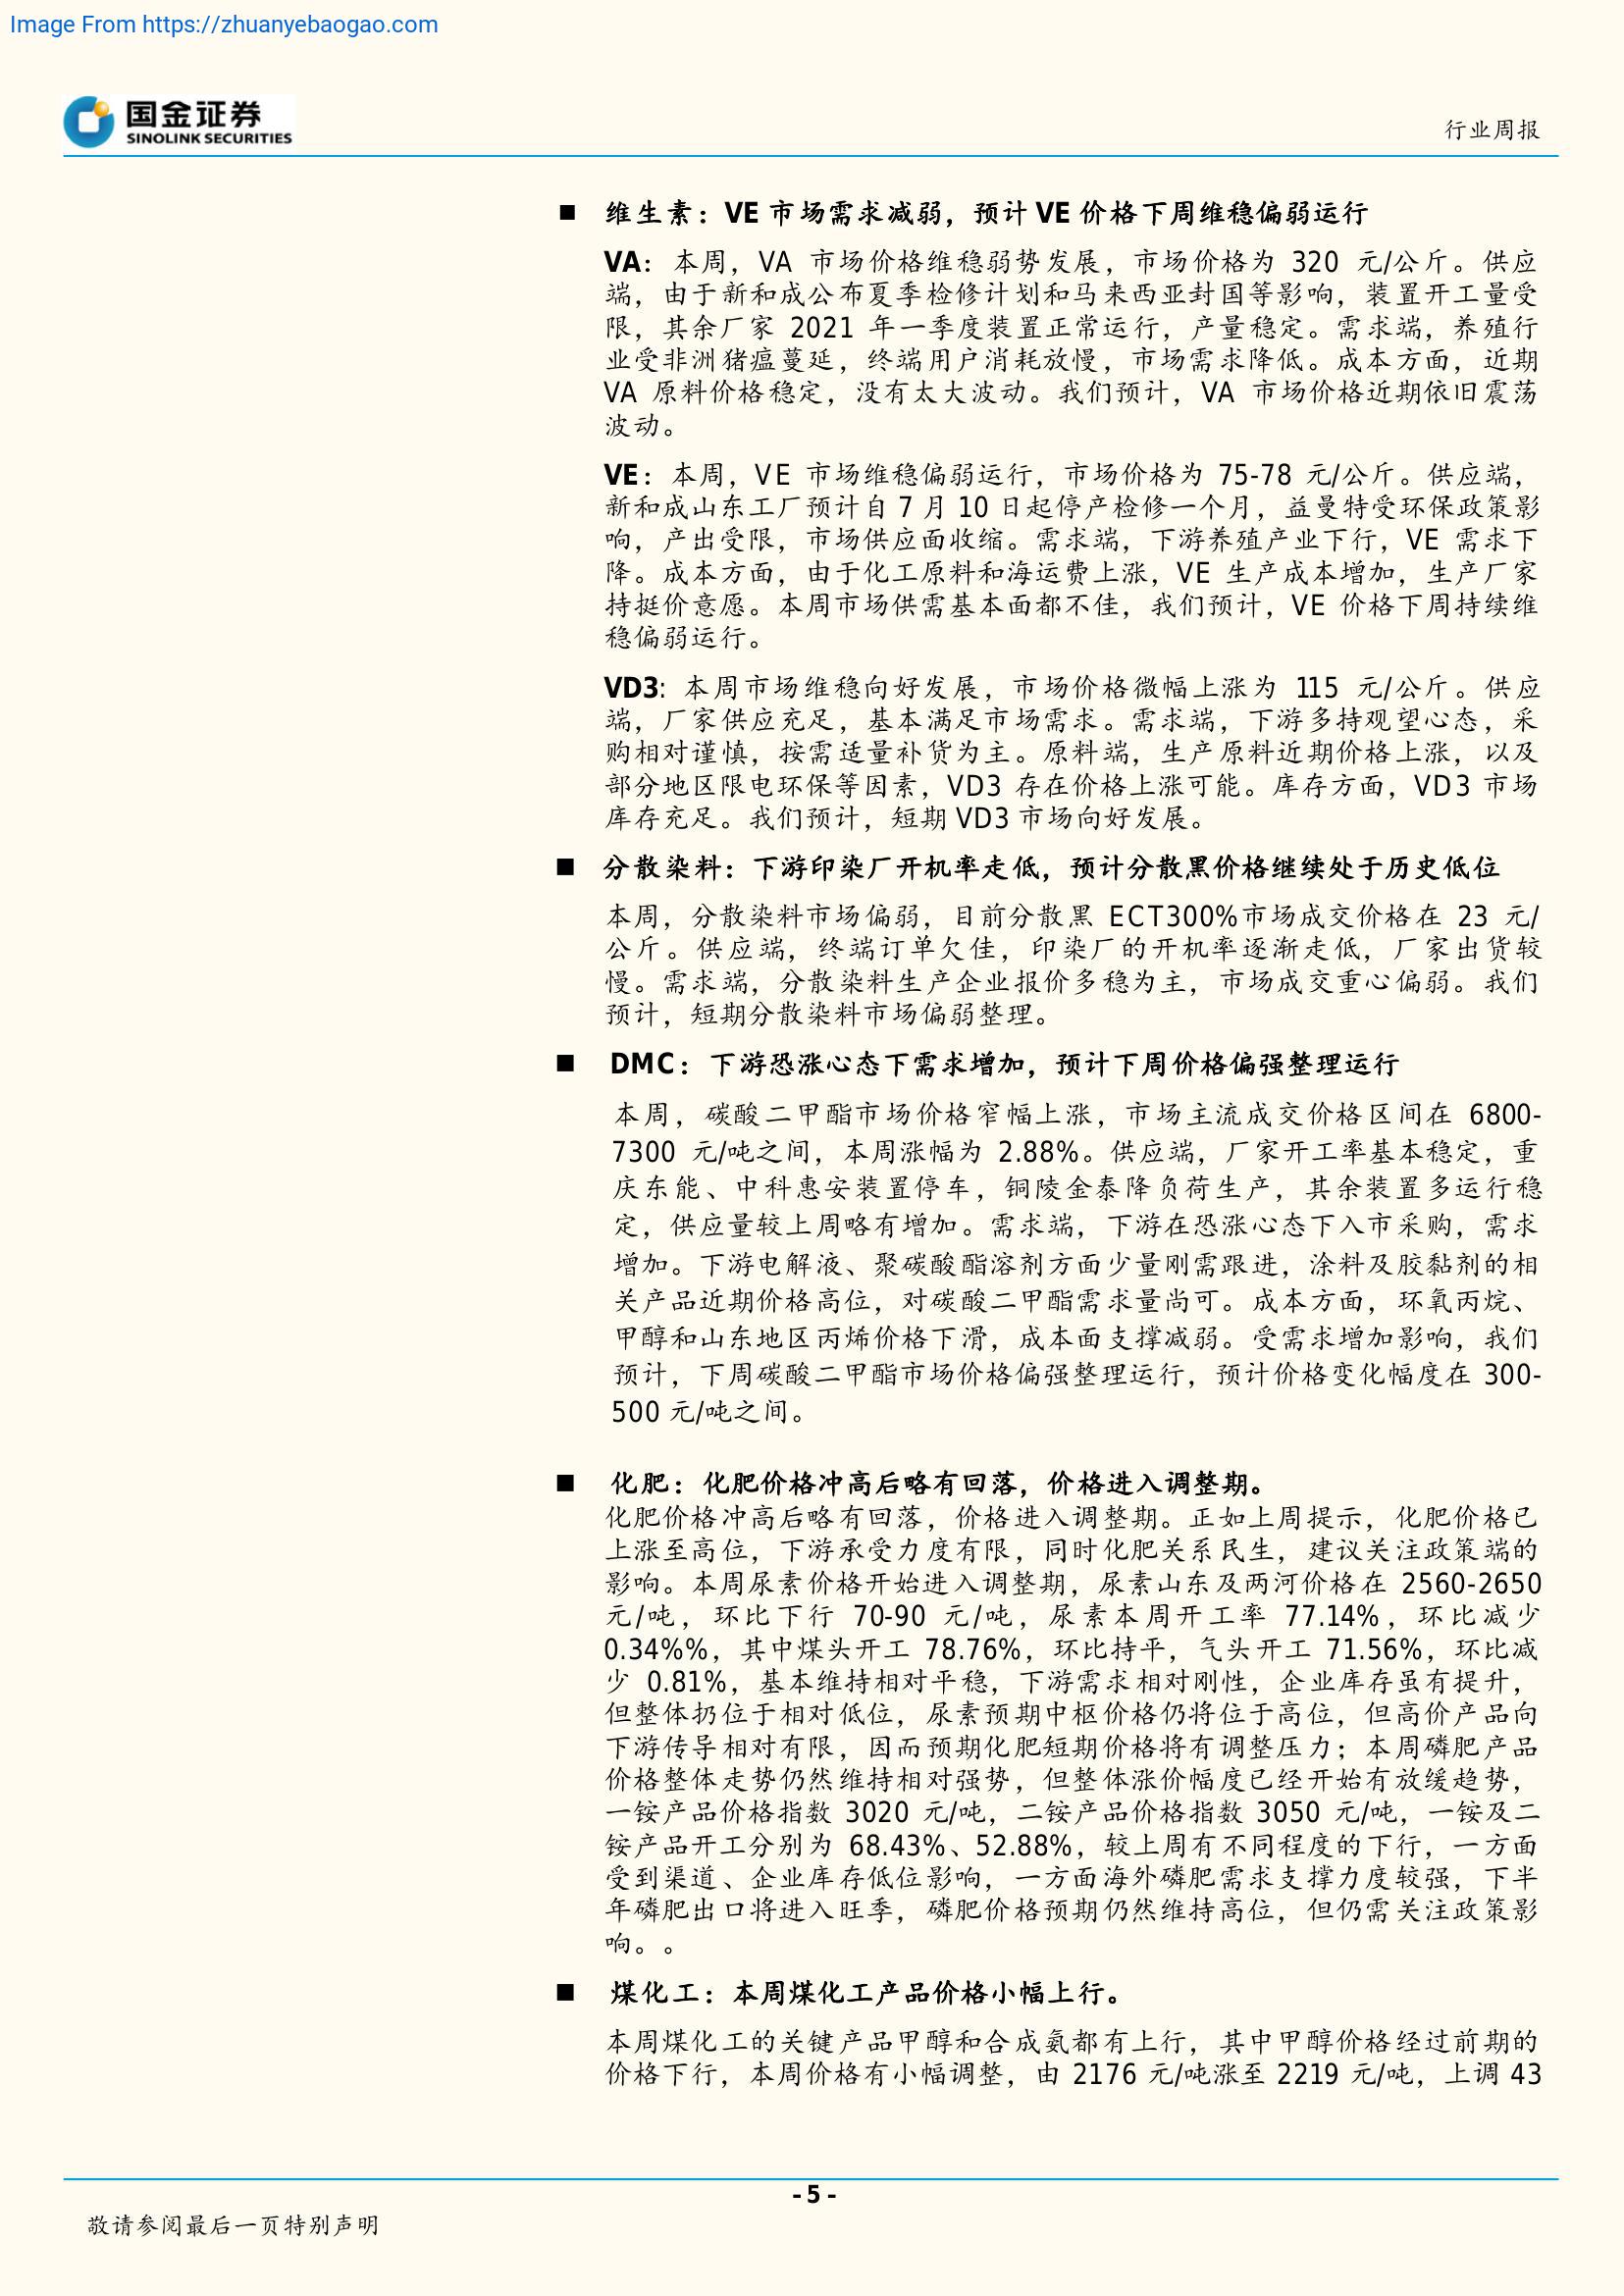 Image From https://zhuanyebaogao.com
国金证券
SINOLINK SECURITIES
行业周报
■ 维生素：VE 市场需求减弱，预计 VE 价格下周维稳偏弱运行
VA：本周，VA 市场价格维稳弱势发展，市场价格为 320 元/公斤。供应
端，由于新和成公布夏季检修计划和马来西亚封国等影响，装置开工量受
限，其余厂家 2021 年一季度装置正常运行，产量稳定。需求端，养殖行
业受非洲猪瘟蔓延，终端用户消耗放慢，市场需求降低。成本方面，近期
VA 原料价格稳定，没有太大波动。我们预计，VA 市场价格近期依旧震荡
波动。
VE：本周，VE 市场维稳偏弱运行，市场价格为 75-78 元/公斤。供应端，
新和成山东工厂预计自 7 月 10 日起停产检修一个月，益曼特受环保政策影
响，产出受限，市场供应面收缩。需求端，下游养殖产业下行，VE 需求下
降。成本方面，由于化工原料和海运费上涨，VE 生产成本增加，生产厂家
持挺价意愿。本周市场供需基本面都不佳，我们预计，VE 价格下周持续维
稳偏弱运行。
VD3: 本周市场维稳向好发展，市场价格微幅上涨为 115 元/公斤。供应
端，厂家供应充足，基本满足市场需求。需求端，下游多持观望心态，采
购相对谨慎，按需适量补货为主。原料端，生产原料近期价格上涨，以及
部分地区限电环保等因素，VD3 存在价格上涨可能。库存方面，VD3 市场
库存充足。我们预计，短期 VD3 市场向好发展。
■ 分散染料：下游印染厂开机率走低，预计分散黑价格继续处于历史低位
本周，分散染料市场偏弱，目前分散黑 ECT300%市场成交价格在 23 元/
公斤。供应端，终端订单欠佳，印染厂的开机率逐渐走低，厂家出货较
慢。需求端，分散染料生产企业报价多稳为主，市场成交重心偏弱。我们
预计，短期分散染料市场偏弱整理。
■ DMC：下游恐涨心态下需求增加，预计下周价格偏强整理运行
本周，碳酸二甲酯市场价格窄幅上涨，市场主流成交价格区间在 6800-
7300 元/吨之间，本周涨幅为 2.88%。供应端，厂家开工率基本稳定，重
庆东能、中科惠安装置停车，铜陵金泰降负荷生产，其余装置多运行稳
定，供应量较上周略有增加。需求端，下游在恐涨心态下入市采购，需求
增加。下游电解液、聚碳酸酯溶剂方面少量刚需跟进，涂料及胶黏剂的相
关产品近期价格高位，对碳酸二甲酯需求量尚可。成本方面，环氧丙烷、
甲醇和山东地区丙烯价格下滑，成本面支撑减弱。受需求增加影响，我们
预计，下周碳酸二甲酯市场价格偏强整理运行，预计价格变化幅度在 300-
500 元/吨之间。
■ 化肥：化肥价格冲高后略有回落，价格进入调整期。
化肥价格冲高后略有回落，价格进入调整期。正如上周提示，化肥价格已
上涨至高位，下游承受力度有限，同时化肥关系民生，建议关注政策端的
影响。本周尿素价格开始进入调整期，尿素山东及两河价格在 2560-2650
元/吨，环比下行 70-90 元/吨，尿素本周开工率 77.14%，环比减少
0.34%%，其中煤头开工 78.76%，环比持平，气头开工 71.56%，环比减
少 0.81%，基本维持相对平稳，下游需求相对刚性，企业库存虽有提升，
但整体扔位于相对低位，尿素预期中枢价格仍将位于高位，但高价产品向
下游传导相对有限，因而预期化肥短期价格将有调整压力；本周磷肥产品
价格整体走势仍然维持相对强势，但整体涨价幅度已经开始有放缓趋势，
一铵产品价格指数 3020 元/吨，二铵产品价格指数 3050 元/吨，一铵及二
铵产品开工分别为 68.43%、52.88%，较上周有不同程度的下行，一方面
受到渠道、企业库存低位影响，一方面海外磷肥需求支撑力度较强，下半
年磷肥出口将进入旺季，磷肥价格预期仍然维持高位，但仍需关注政策影
响。。
■ 煤化工：本周煤化工产品价格小幅上行。
本周煤化工的关键产品甲醇和合成氨都有上行，其中甲醇价格经过前期的
价格下行，本周价格有小幅调整，由 2176 元/吨涨至 2219 元/吨，上调 43
- 5 -
敬请参阅最后一页特别声明